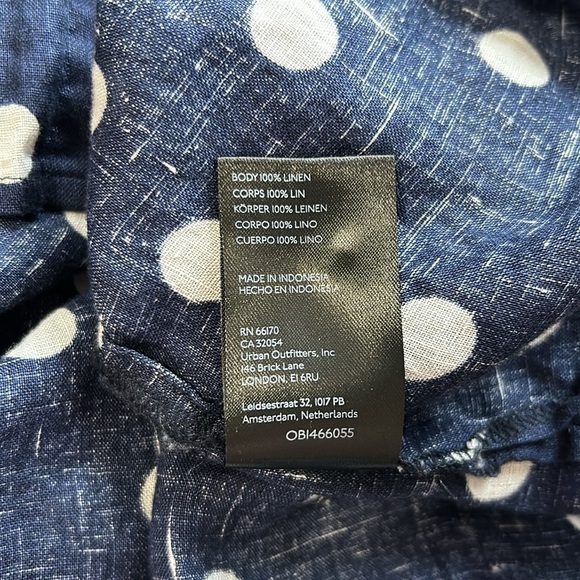 BODY 100% LINEN
CORPS 100% LIN
KÖRPER 100% LEINEN
CORPO 100% LINO
CUERPO 100% LINO
MADE IN INDONESIA
HECHO EN INDONESIA
RN 66170
CA 32054
Urban Outfitters, Inc
146 Brick Lane
LONDON, E1 6RU
Leidsestraat 32, 1017 PB
Amsterdam, Netherlands
OB1466055